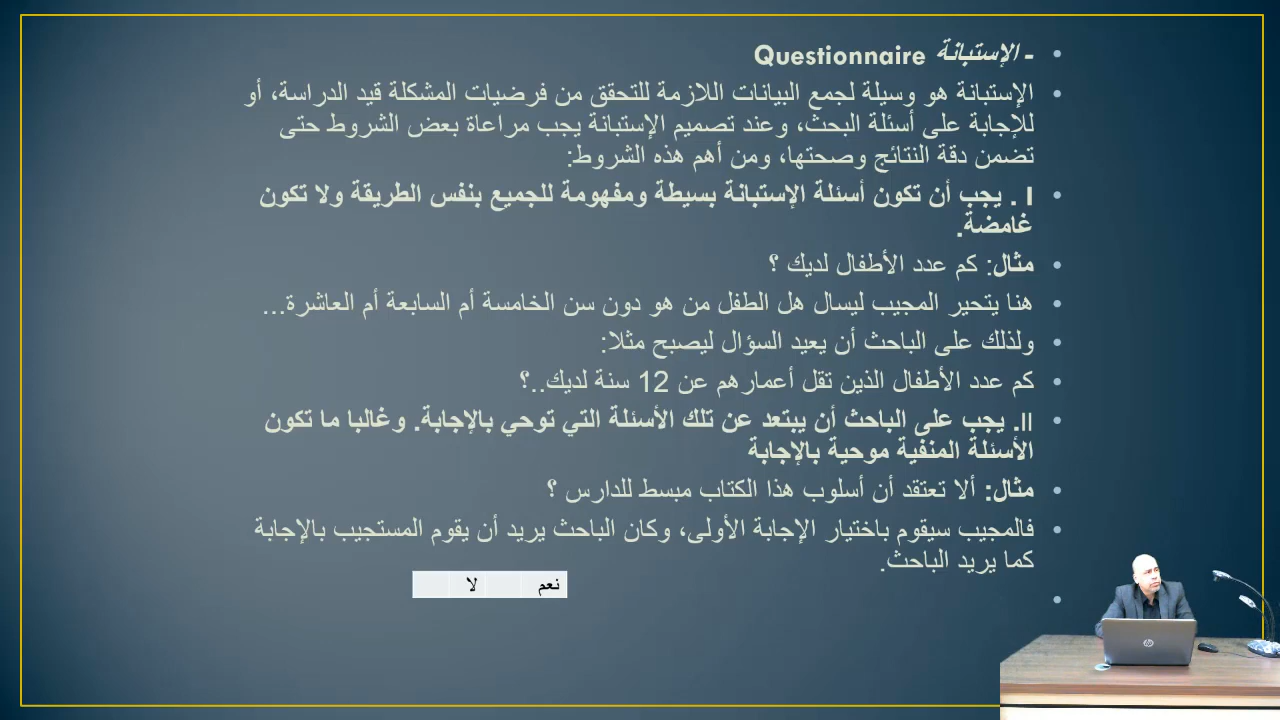 - الإستبانة Questionnaire
الإستبانة هو وسيلة لجمع البيانات اللازمة للتحقق من فرضيات المشكلة قيد الدراسة، أو
للإجابة على أسئلة البحث، وعند تصميم الإستبانة يجب مراعاة بعض الشروط حتى
تضمن دقة النتائج وصحتها، ومن أهم هذه الشروط:
I . يجب أن تكون أسئلة الإستبانة بسيطة ومفهومة للجميع بنفس الطريقة ولا تكون
غامضة.
مثال: كم عدد الأطفال لديك ؟
هنا يتحير المجيب ليسال هل الطفل من هو دون سن الخامسة أم السابعة أم العاشرة...
ولذلك على الباحث أن يعيد السؤال ليصبح مثلا:
كم عدد الأطفال الذين تقل أعمارهم عن 12 سنة لديك..؟
II. يجب على الباحث أن يبتعد عن تلك الأسئلة التي توحي بالإجابة. وغالبا ما تكون
الأسئلة المنفية موحية بالإجابة
مثال: ألا تعتقد أن أسلوب هذا الكتاب مبسط للدارس ؟
فالمجيب سيقوم باختيار الإجابة الأولى، وكان الباحث يريد أن يقوم المستجيب بالإجابة
كما يريد الباحث.
نعم لا
hp